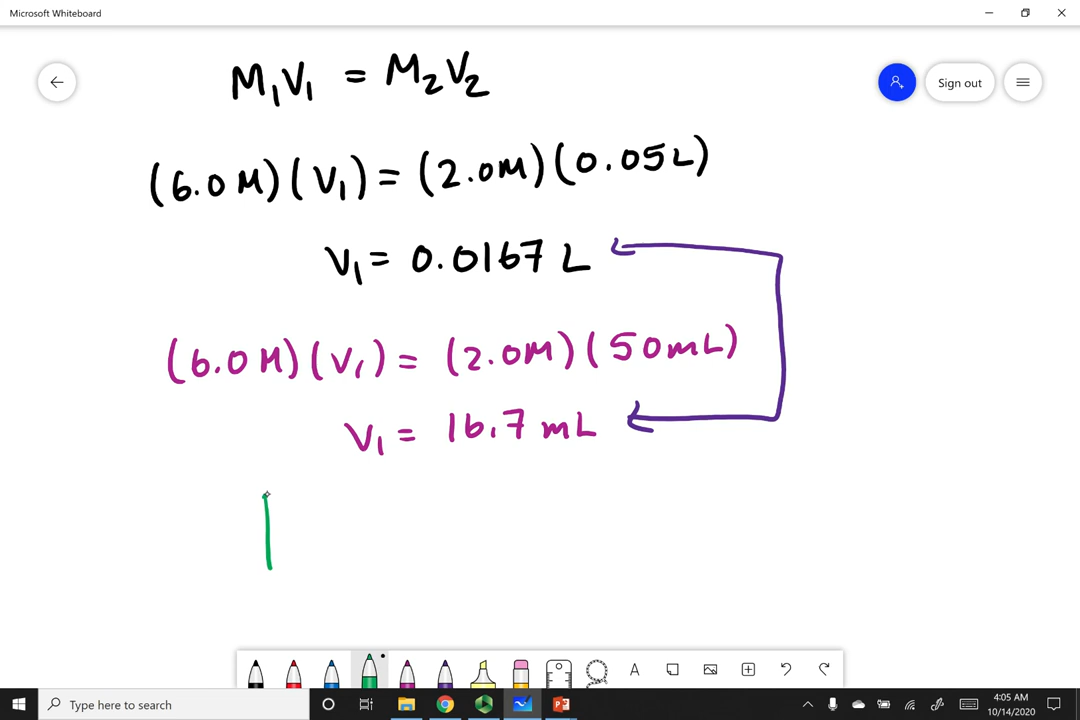 Microsoft Whiteboard
Sign out
M₁V₁ = M₂V₂
(6.0 M)(V₁) = (2.0M)(0.05L)
V₁ = 0.0167 L
(6.0 M)(V₁) = (2.0M)(50mL)
V₁ = 16.7 mL
A
Type here to search
4:05 AM
10/14/2020